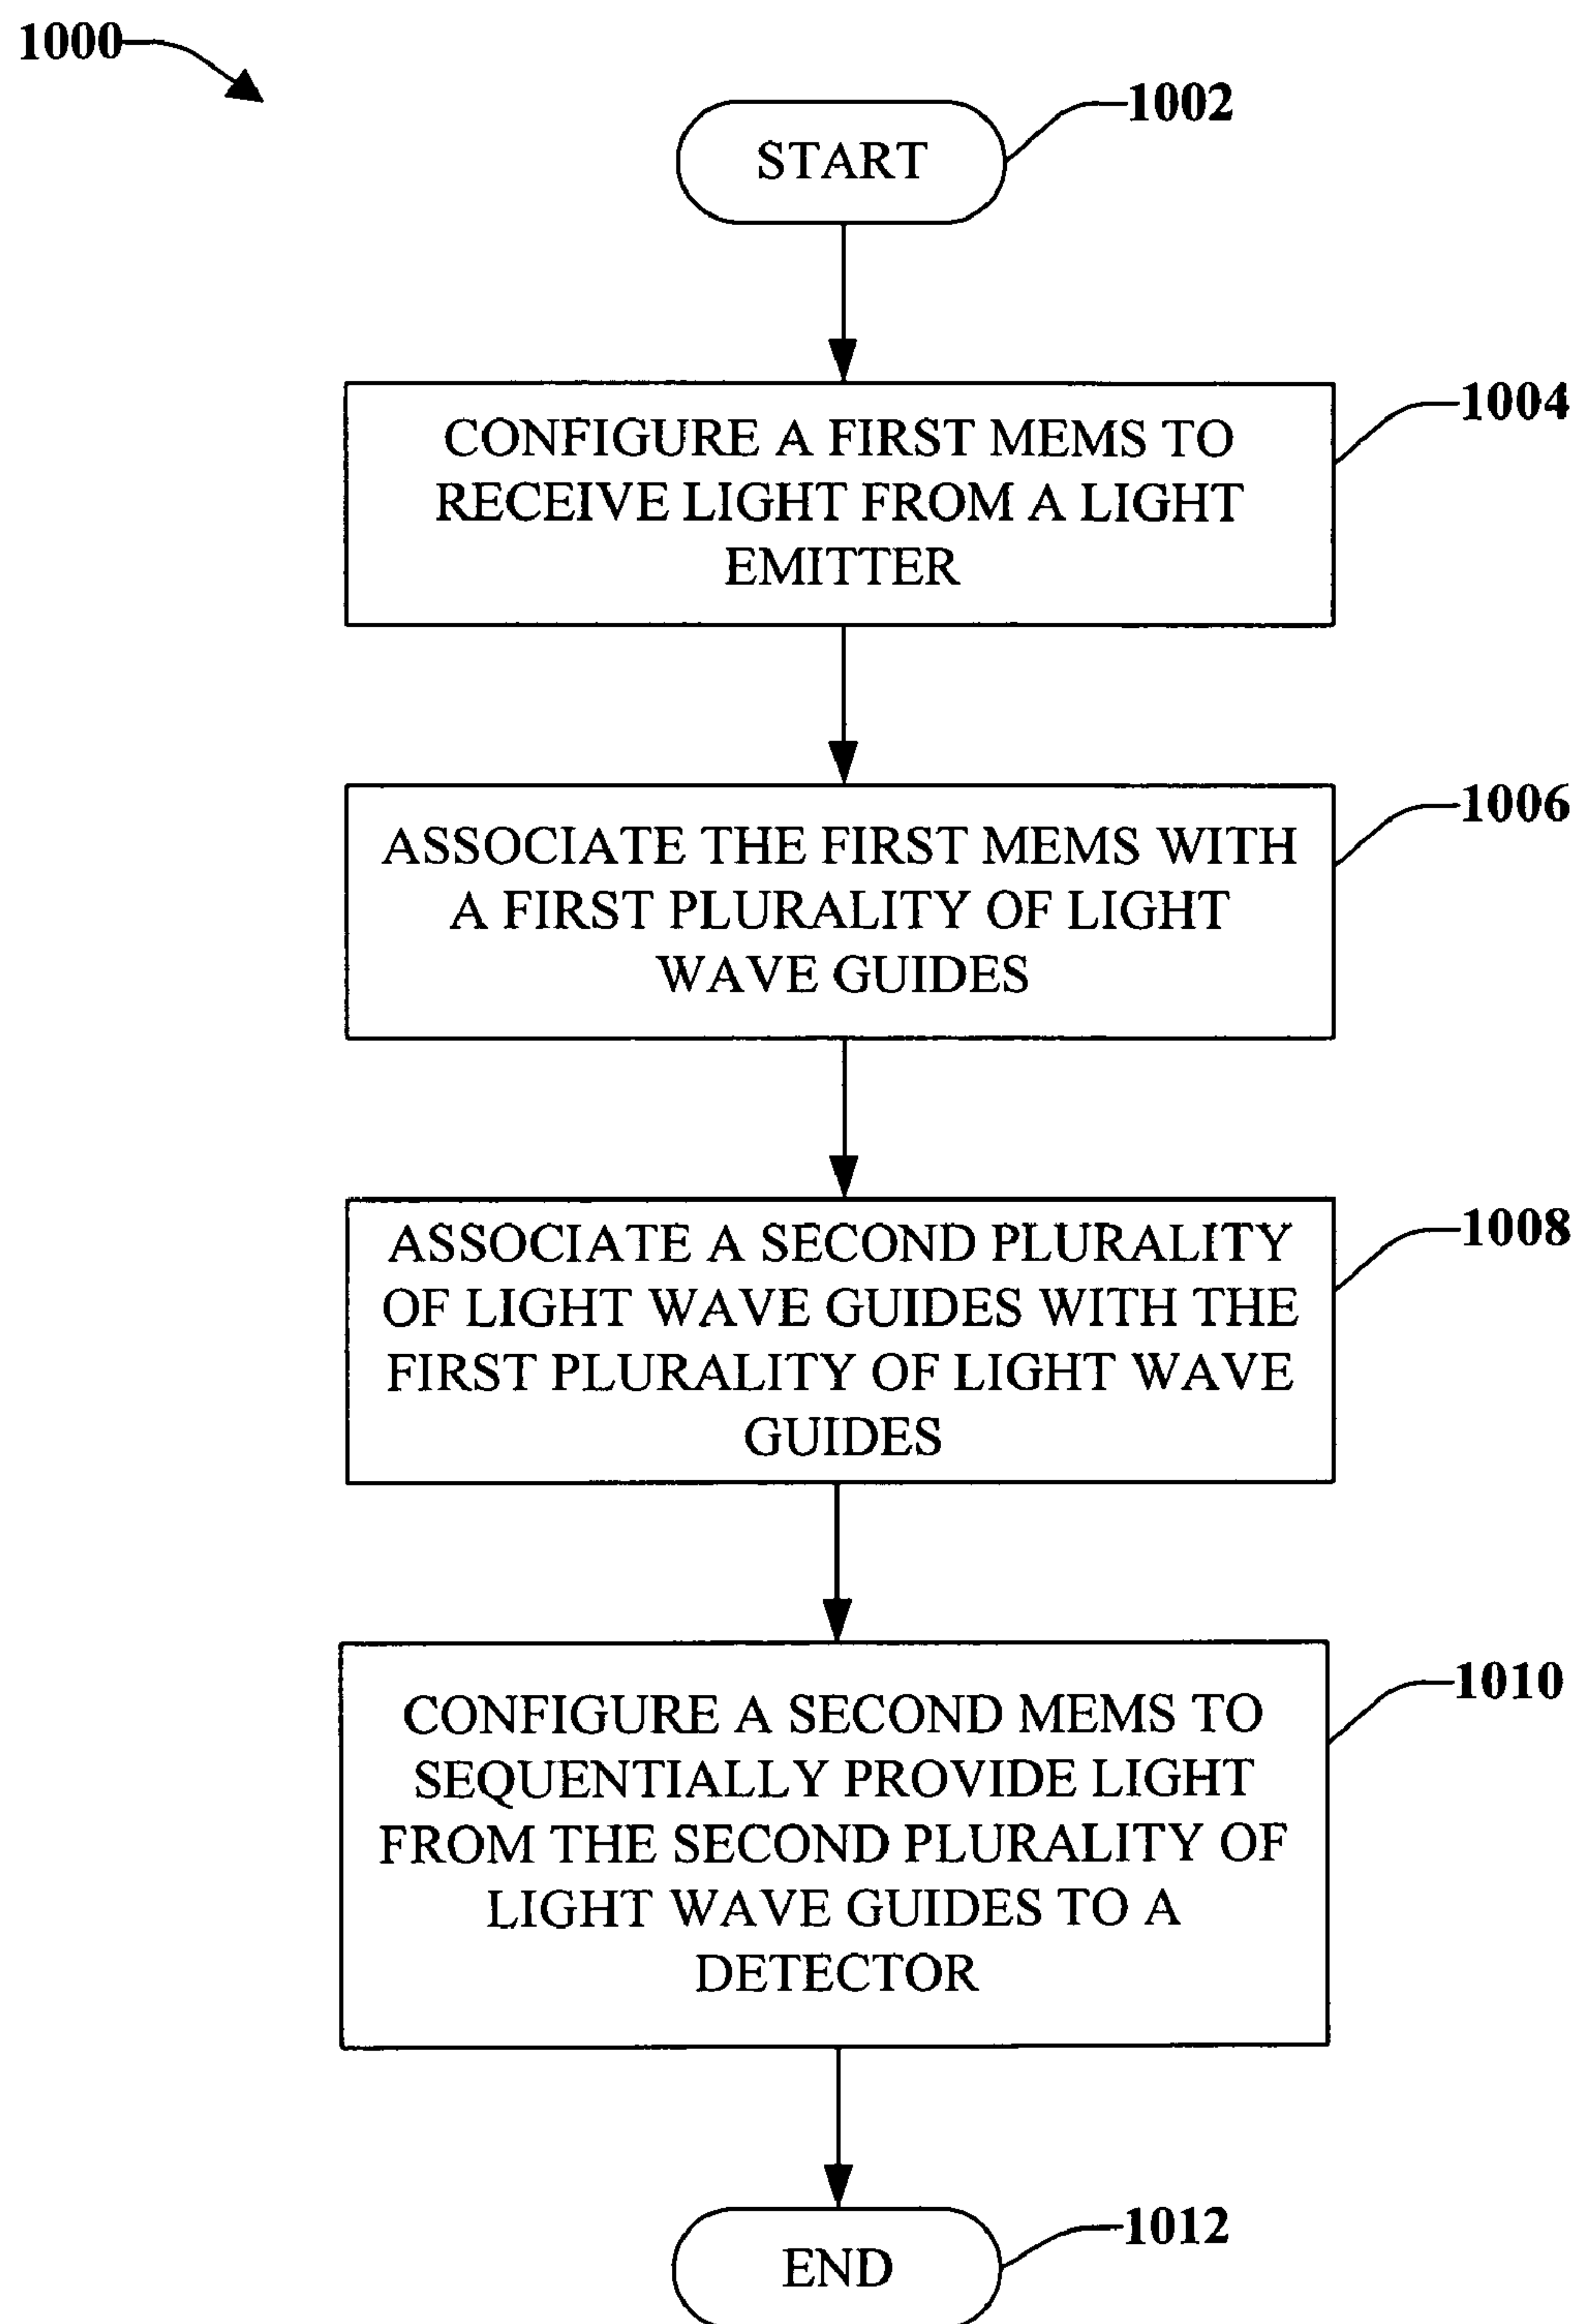 1000
1002
START
1004
CONFIGURE A FIRST MEMS TO
RECEIVE LIGHT FROM A LIGHT
EMITTER
1006
ASSOCIATE THE FIRST MEMS WITH
A FIRST PLURALITY OF LIGHT
WAVE GUIDES
1008
ASSOCIATE A SECOND PLURALITY
OF LIGHT WAVE GUIDES WITH THE
FIRST PLURALITY OF LIGHT WAVE
GUIDES
1010
CONFIGURE A SECOND MEMS TO
SEQUENTIALLY PROVIDE LIGHT
FROM THE SECOND PLURALITY OF
LIGHT WAVE GUIDES TO A
DETECTOR
1012
END